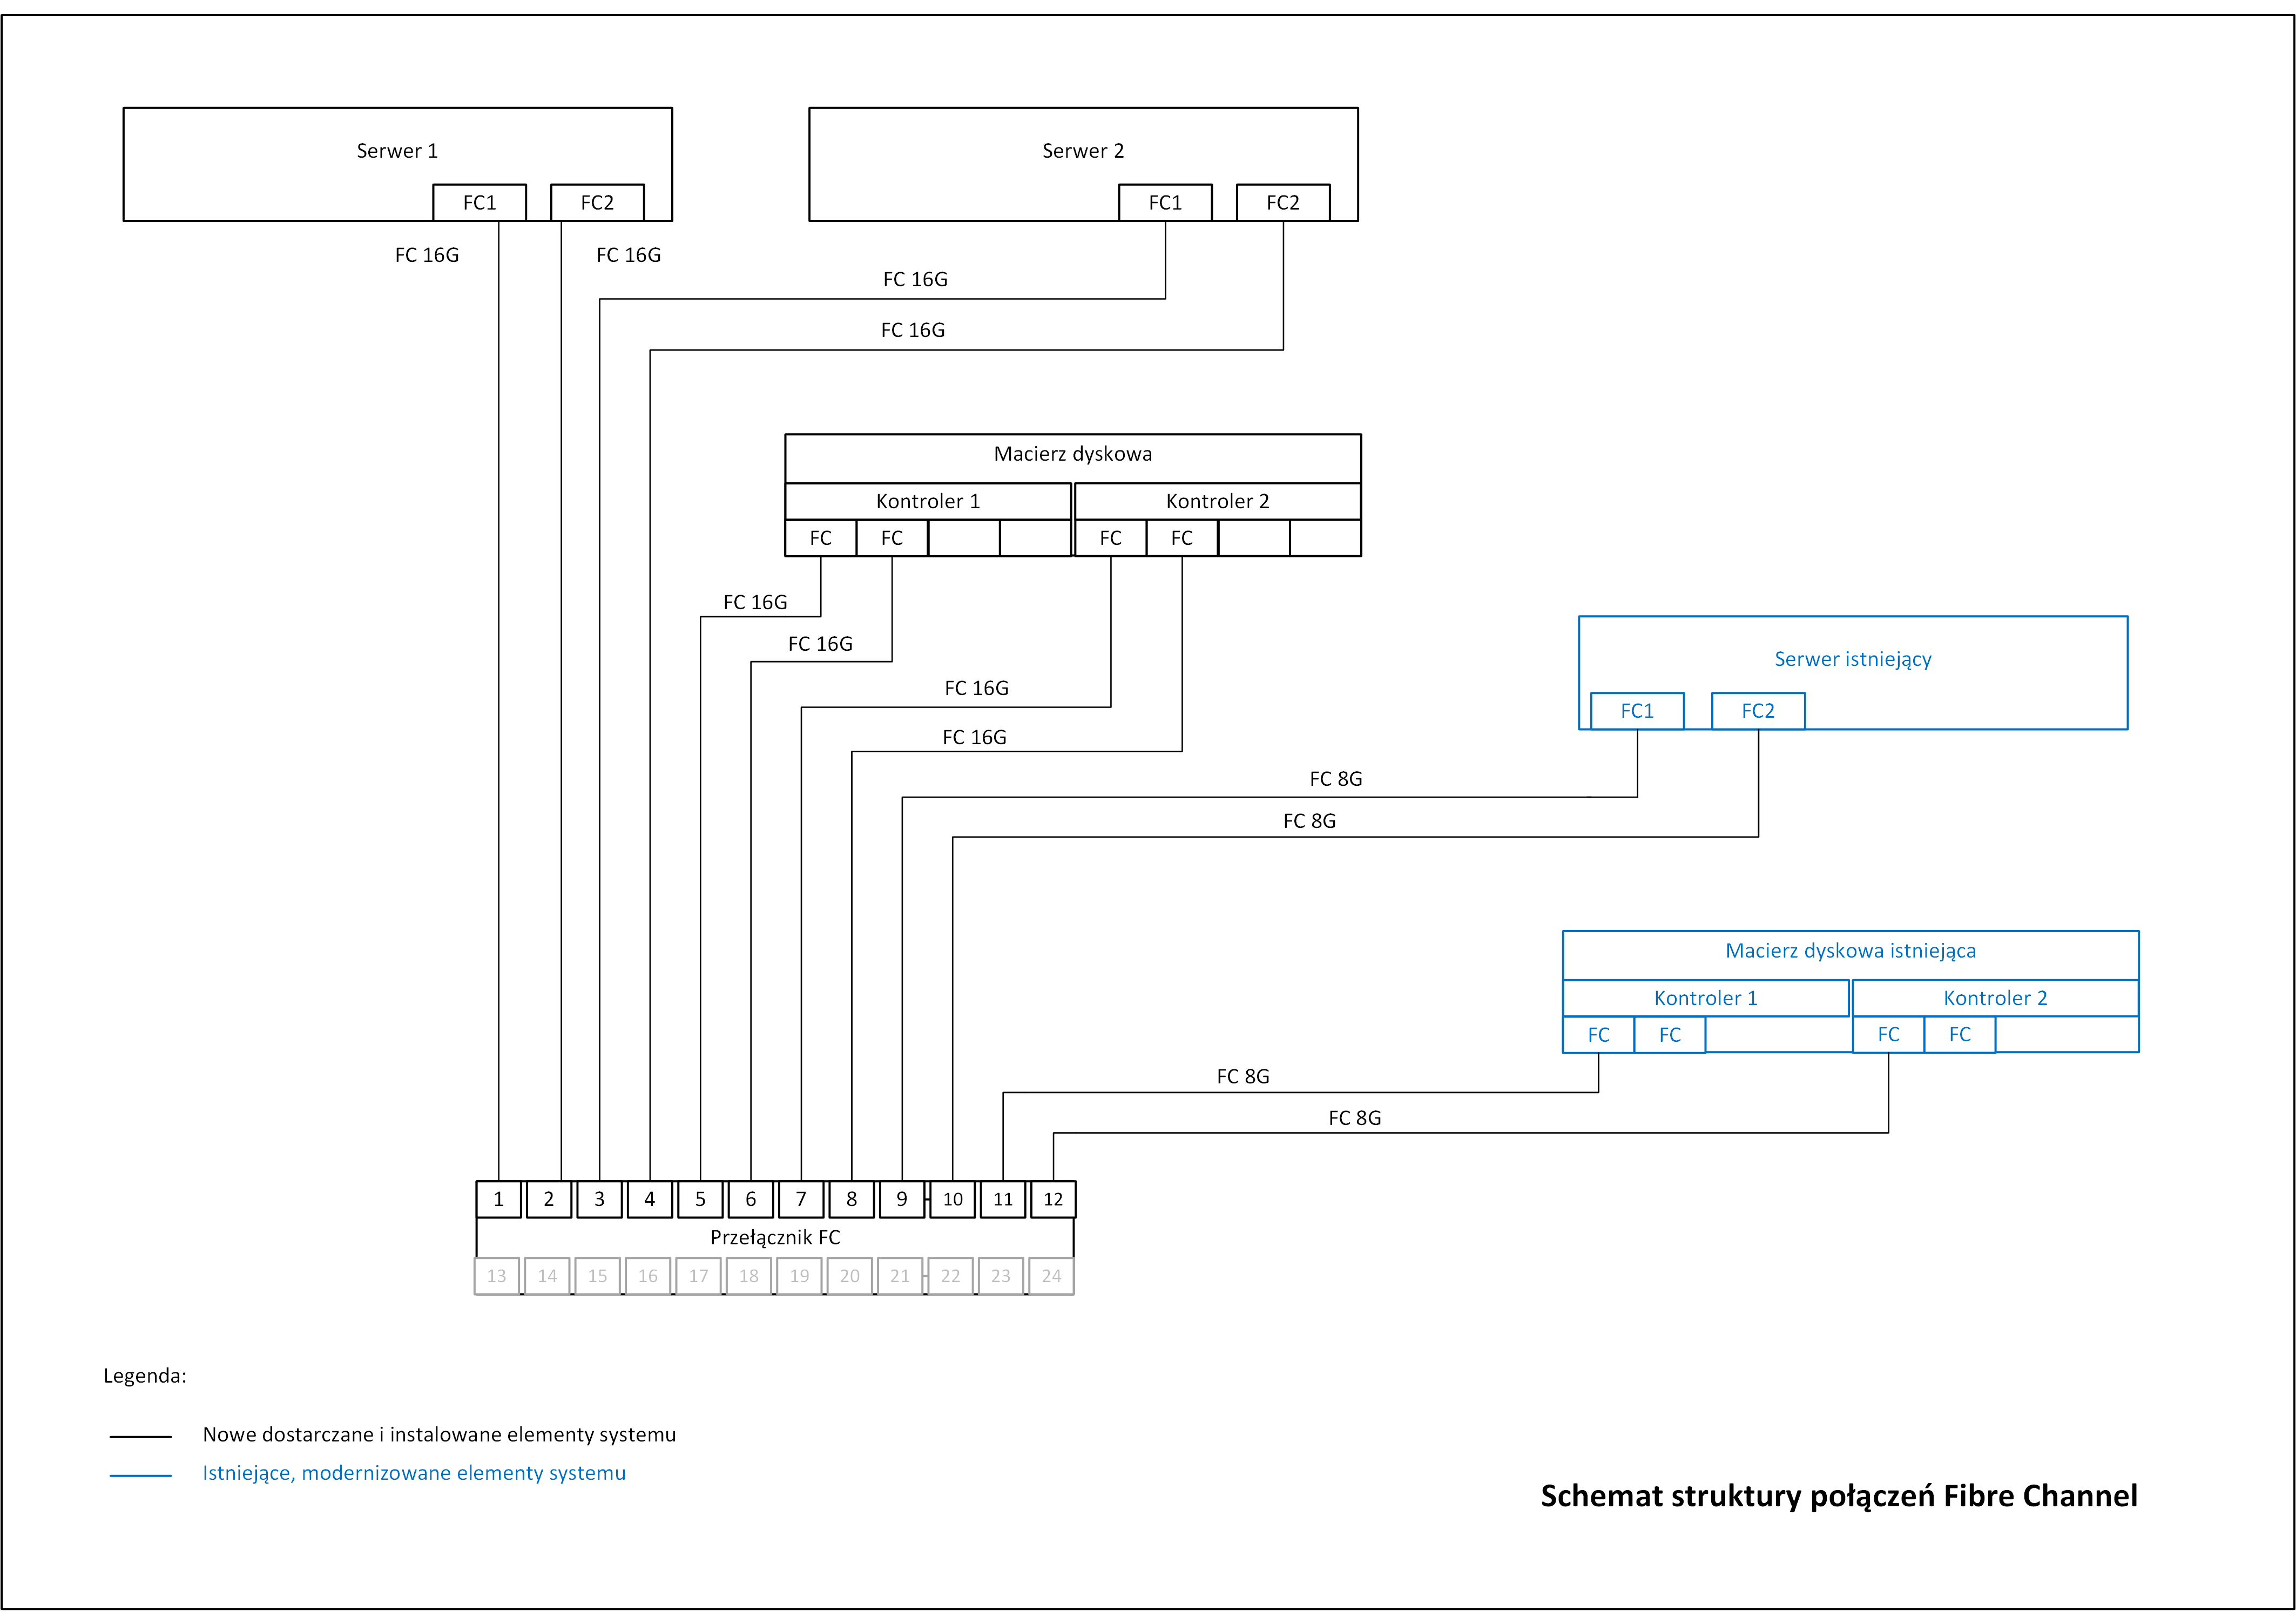 Serwer 1
FC1
FC2
Serwer 2
FC1
FC2
FC 16G
FC 16G
FC 16G
FC 16G
Macierz dyskowa
Kontroler 1
Kontroler 2
FC
FC
FC
FC
FC 16G
FC 16G
FC 16G
FC 16G
Serwer istniejący
FC1
FC2
FC 8G
FC 8G
Macierz dyskowa istniejąca
Kontroler 1
Kontroler 2
FC
FC
FC
FC
FC 8G
FC 8G
1 2 3 4 5 6 7 8 9 10 11 12
Przełącznik FC
13 14 15 16 17 18 19 20 21 22 23 24
Legenda:
Nowe dostarczane i instalowane elementy systemu
Istniejące, modernizowane elementy systemu
Schemat struktury połączeń Fibre Channel